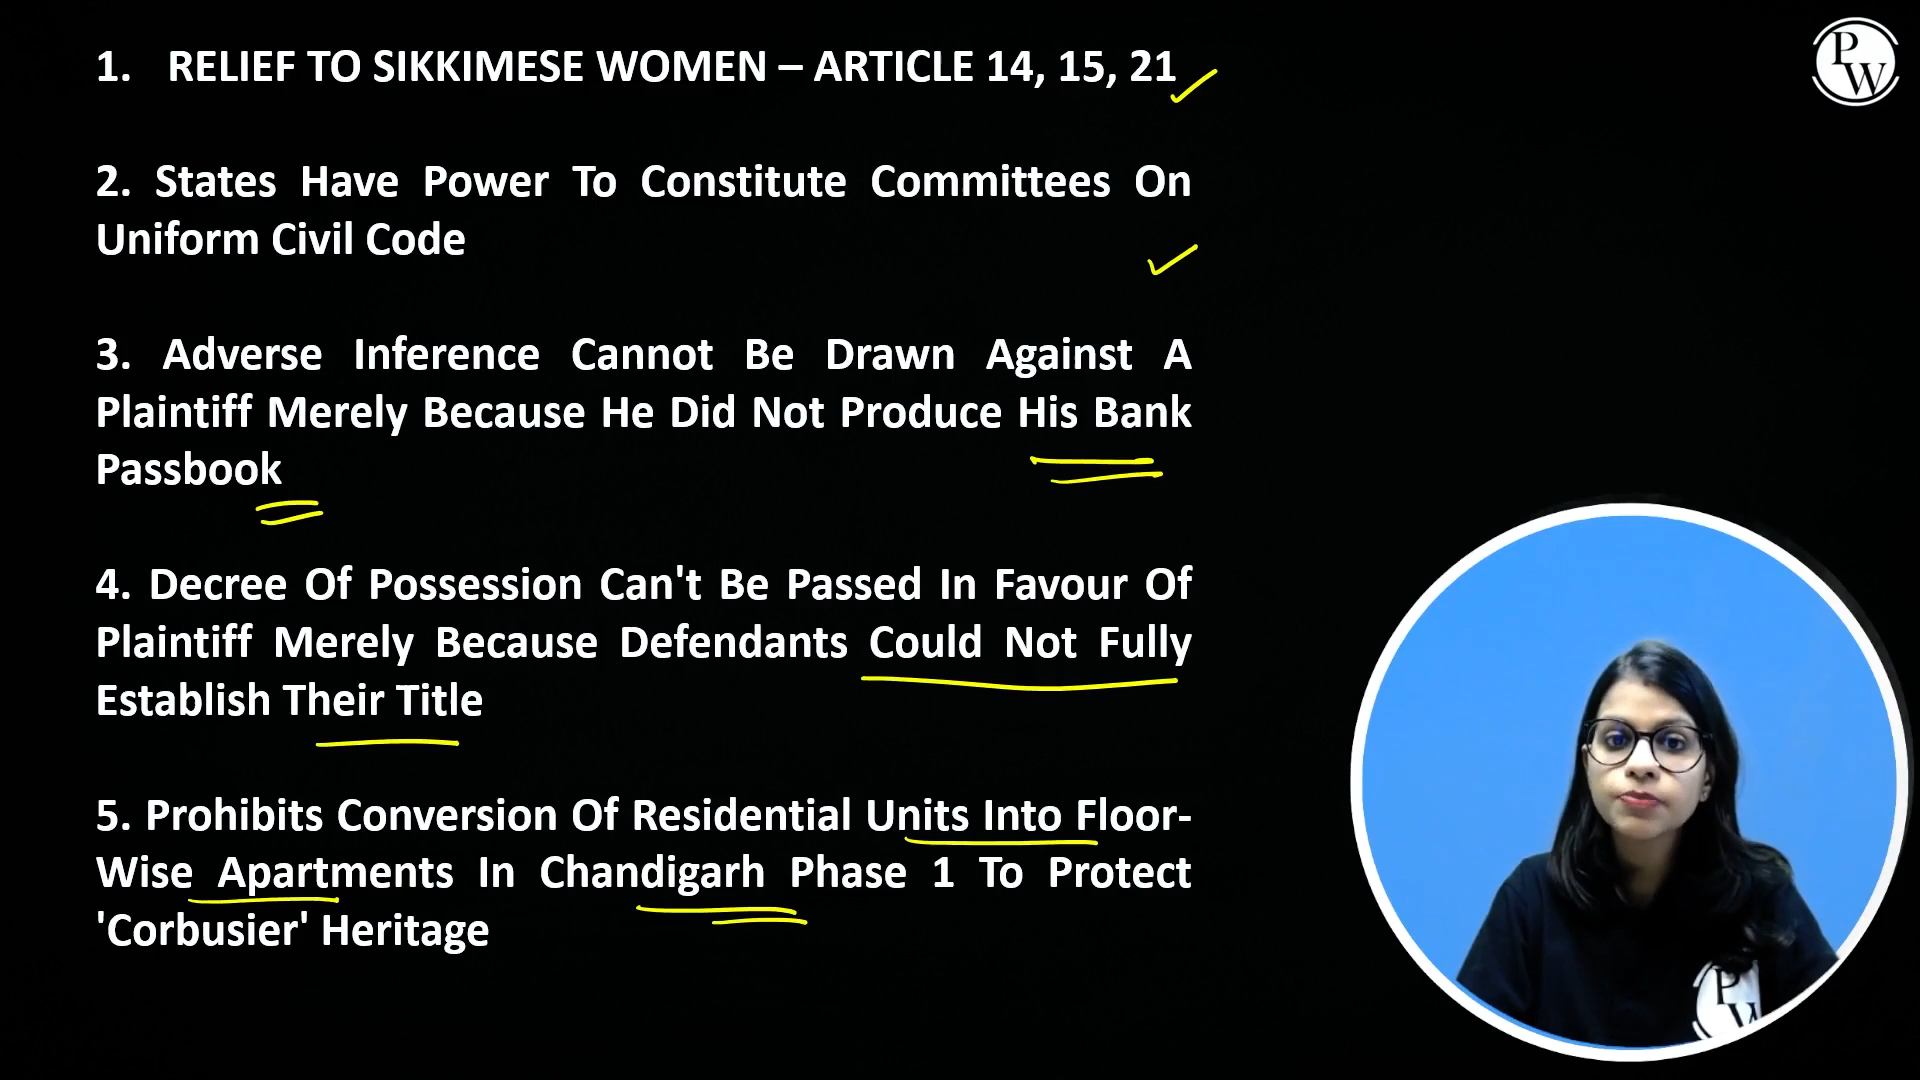 1. RELIEF TO SIKKIMESE WOMEN – ARTICLE 14, 15, 21
2. States Have Power To Constitute Committees On
Uniform Civil Code
3. Adverse Inference Cannot Be Drawn Against A
Plaintiff Merely Because He Did Not Produce His Bank
Passbook
4. Decree Of Possession Can't Be Passed In Favour Of
Plaintiff Merely Because Defendants Could Not Fully
Establish Their Title
5. Prohibits Conversion Of Residential Units Into Floor-
Wise Apartments In Chandigarh Phase 1 To Protect
'Corbusier' Heritage
PW
PW